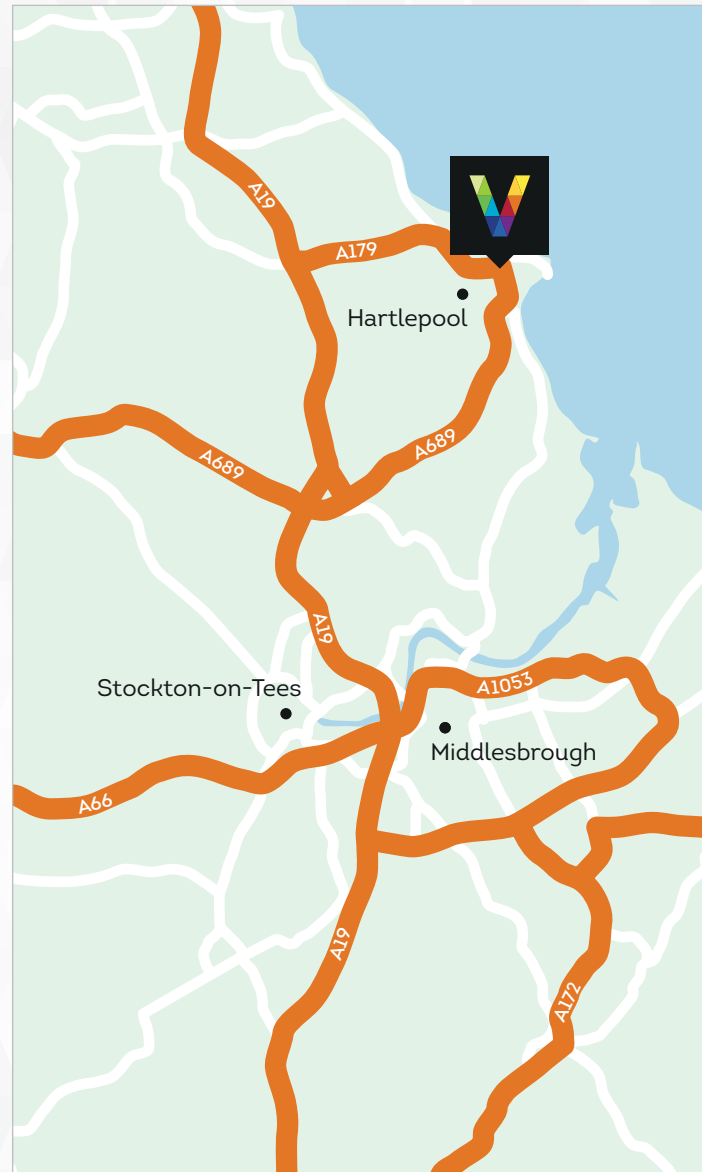 A19
A179
Hartlepool
A689
A689
A19
A1053
Stockton-on-Tees
Middlesbrough
A66
A19
A172